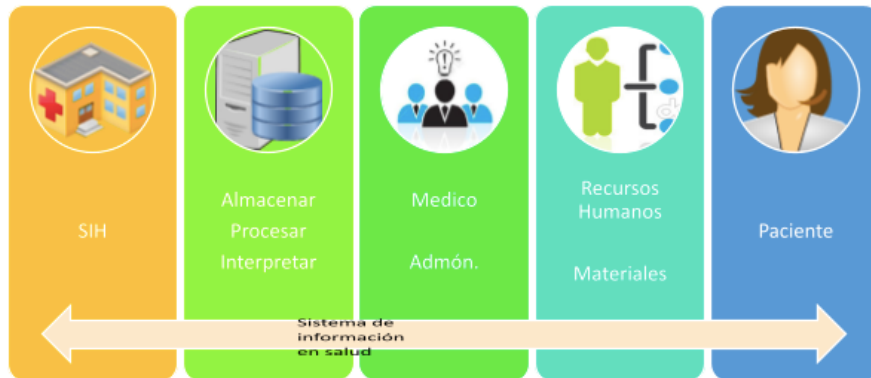 SIH
Almacenar
Procesar
Interpretar
Medico
Admón.
Recursos
Humanos
Materiales
Paciente
Sistema de
información
en salud